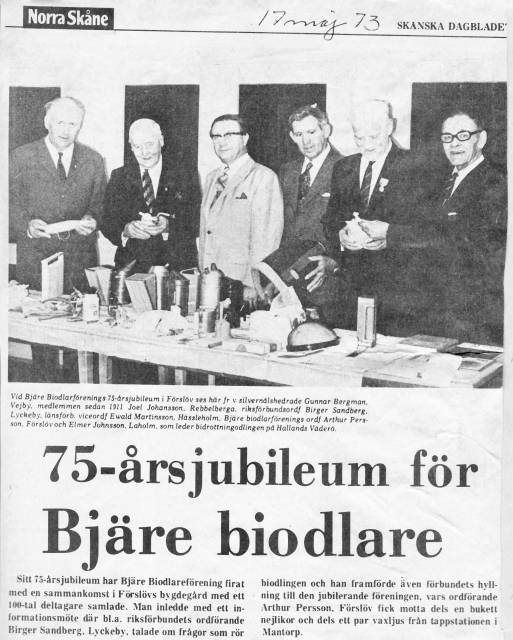 Norra Skåne
17 maj 73
SKÅNSKA DAGBLADET
Vid Bjäre Biodlarförenings 75-årsjubileum i Förslöv ses här fr v silvernålshedrade Gunnar Bergman,
Vejby, medlemmen sedan 1911 Joel Johansson, Rebbelberga, riksförbundsordf Birger Sandberg,
Lyckeby, länsförb. viceordf Ewald Martinsson, Hässleholm, Bjäre biodlarförenings ordf Arthur Pers-
son, Förslöv och Elmer Johnsson, Laholm, som leder bidrottningodlingen på Hallands Väderö.
75-årsjubileum för
Bjäre biodlare
Sitt 75-årsjubileum har Bjäre Biodlareförening firat
med en sammankomst i Förslövs bygdegård med ett
100-tal deltagare samlade. Man inledde med ett in-
formationsmöte där bl.a. riksförbundets ordförande
Birger Sandberg, Lyckeby, talade om frågor som rör
biodlingen och han framförde även förbundets hyll-
ning till den jubilerande föreningen, vars ordförande
Arthur Persson, Förslöv fick motta dels en bukett
nejlikor och dels ett par vaxljus från tappstationen i
Mantorp.